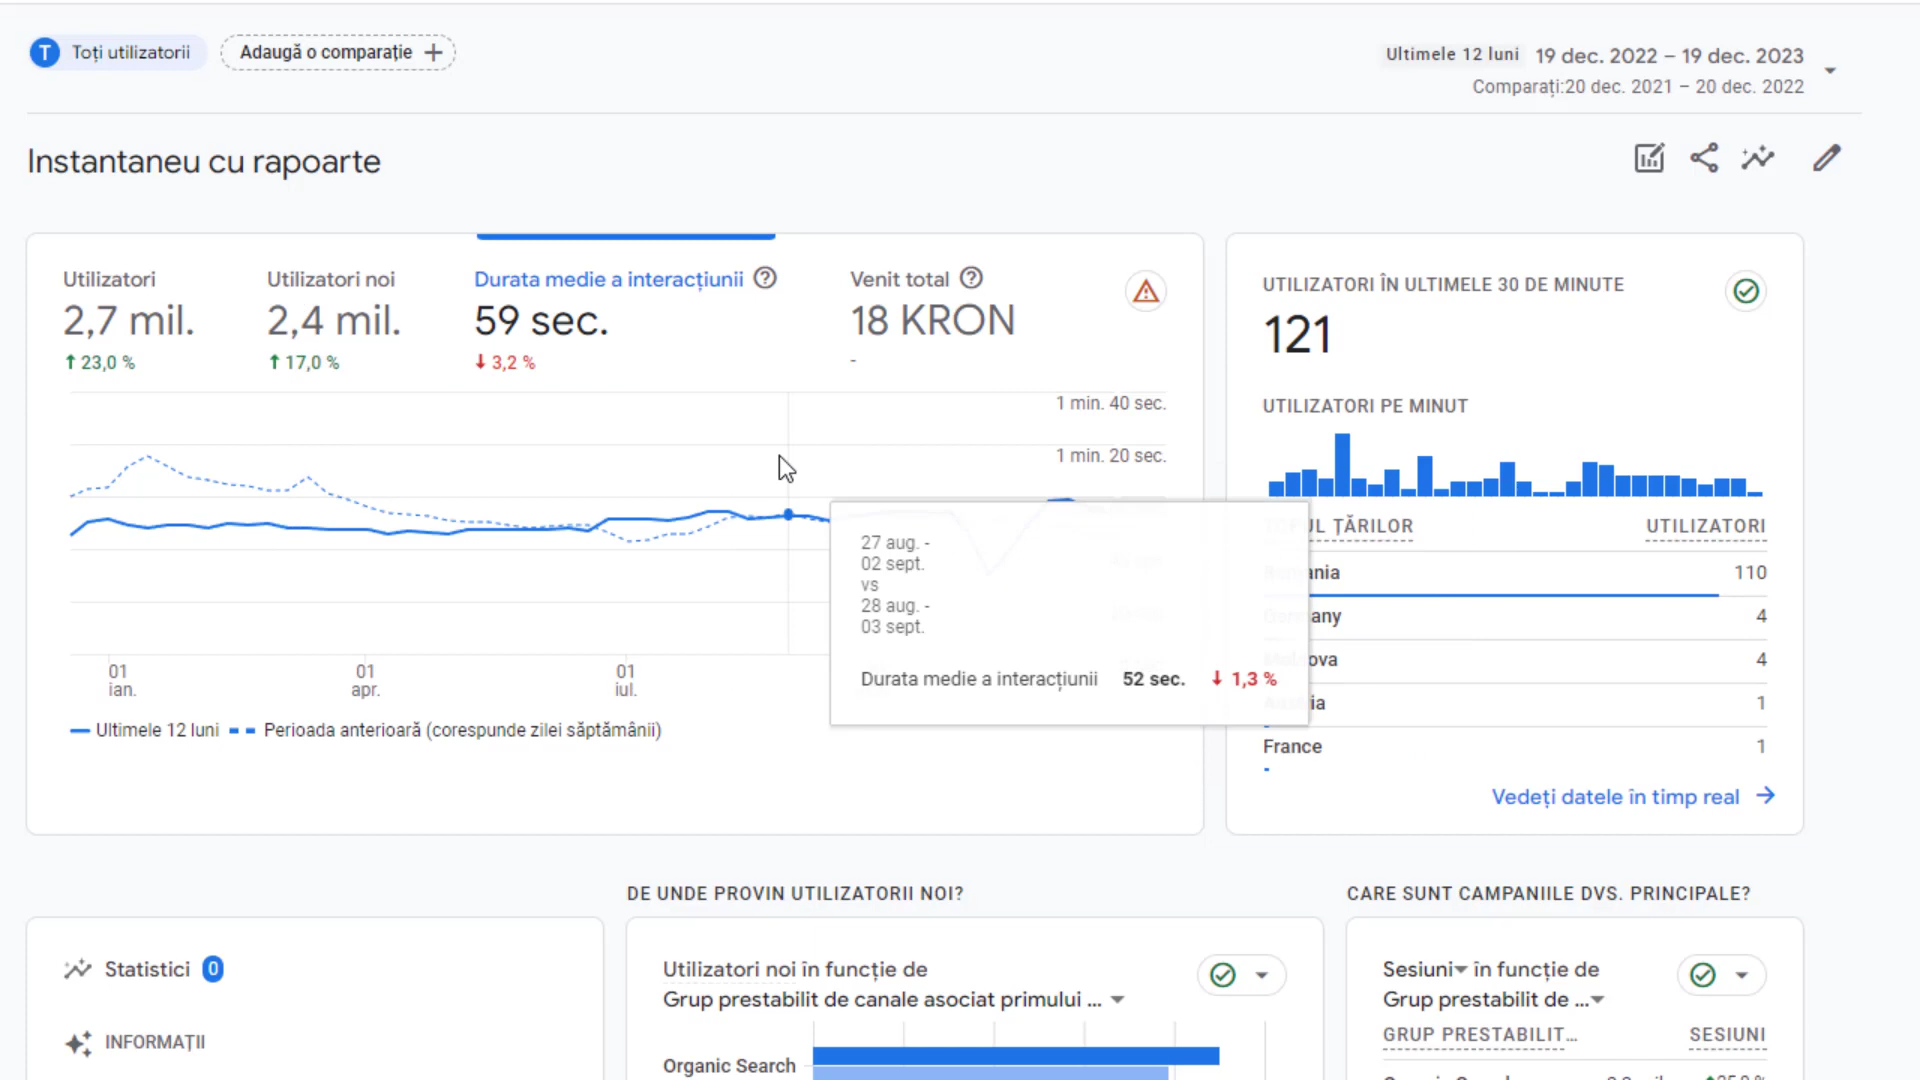 T Toți utilizatorii
Adaugă o comparație
Ultimele 12 luni 19 dec. 2022 – 19 dec. 2023
Comparați:20 dec. 2021 – 20 dec. 2022
Instantaneu cu rapoarte
Utilizatori
2,7 mil.
23,0 %
Utilizatori noi
2,4 mil.
17,0 %
Durata medie a interacțiunii
59 sec.
3,2 %
Venit total
18 KRON
-
1 min. 40 sec.
1 min. 20 sec.
27 aug. -
02 sept.
vs
28 aug. -
03 sept.
Durata medie a interacțiunii 52 sec. 1,3 %
01
ian.
01
apr.
01
iul.
Ultimele 12 luni
Perioada anterioară (corespunde zilei săptămânii)
UTILIZATORI ÎN ULTIMELE 30 DE MINUTE
121
UTILIZATORI PE MINUT
ȚĂRILOR UTILIZATORI
110
4
4
1
France 1
Vedeți datele în timp real
DE UNDE PROVIN UTILIZATORII NOI?
CARE SUNT CAMPANIILE DVS. PRINCIPALE?
Statistici 0
INFORMAȚII
Utilizatori noi în funcție de
Grup prestabilit de canale asociat primului ...
Organic Search
Sesiuni în funcție de
Grup prestabilit de ...
GRUP PRESTABILIT... SESIUNI